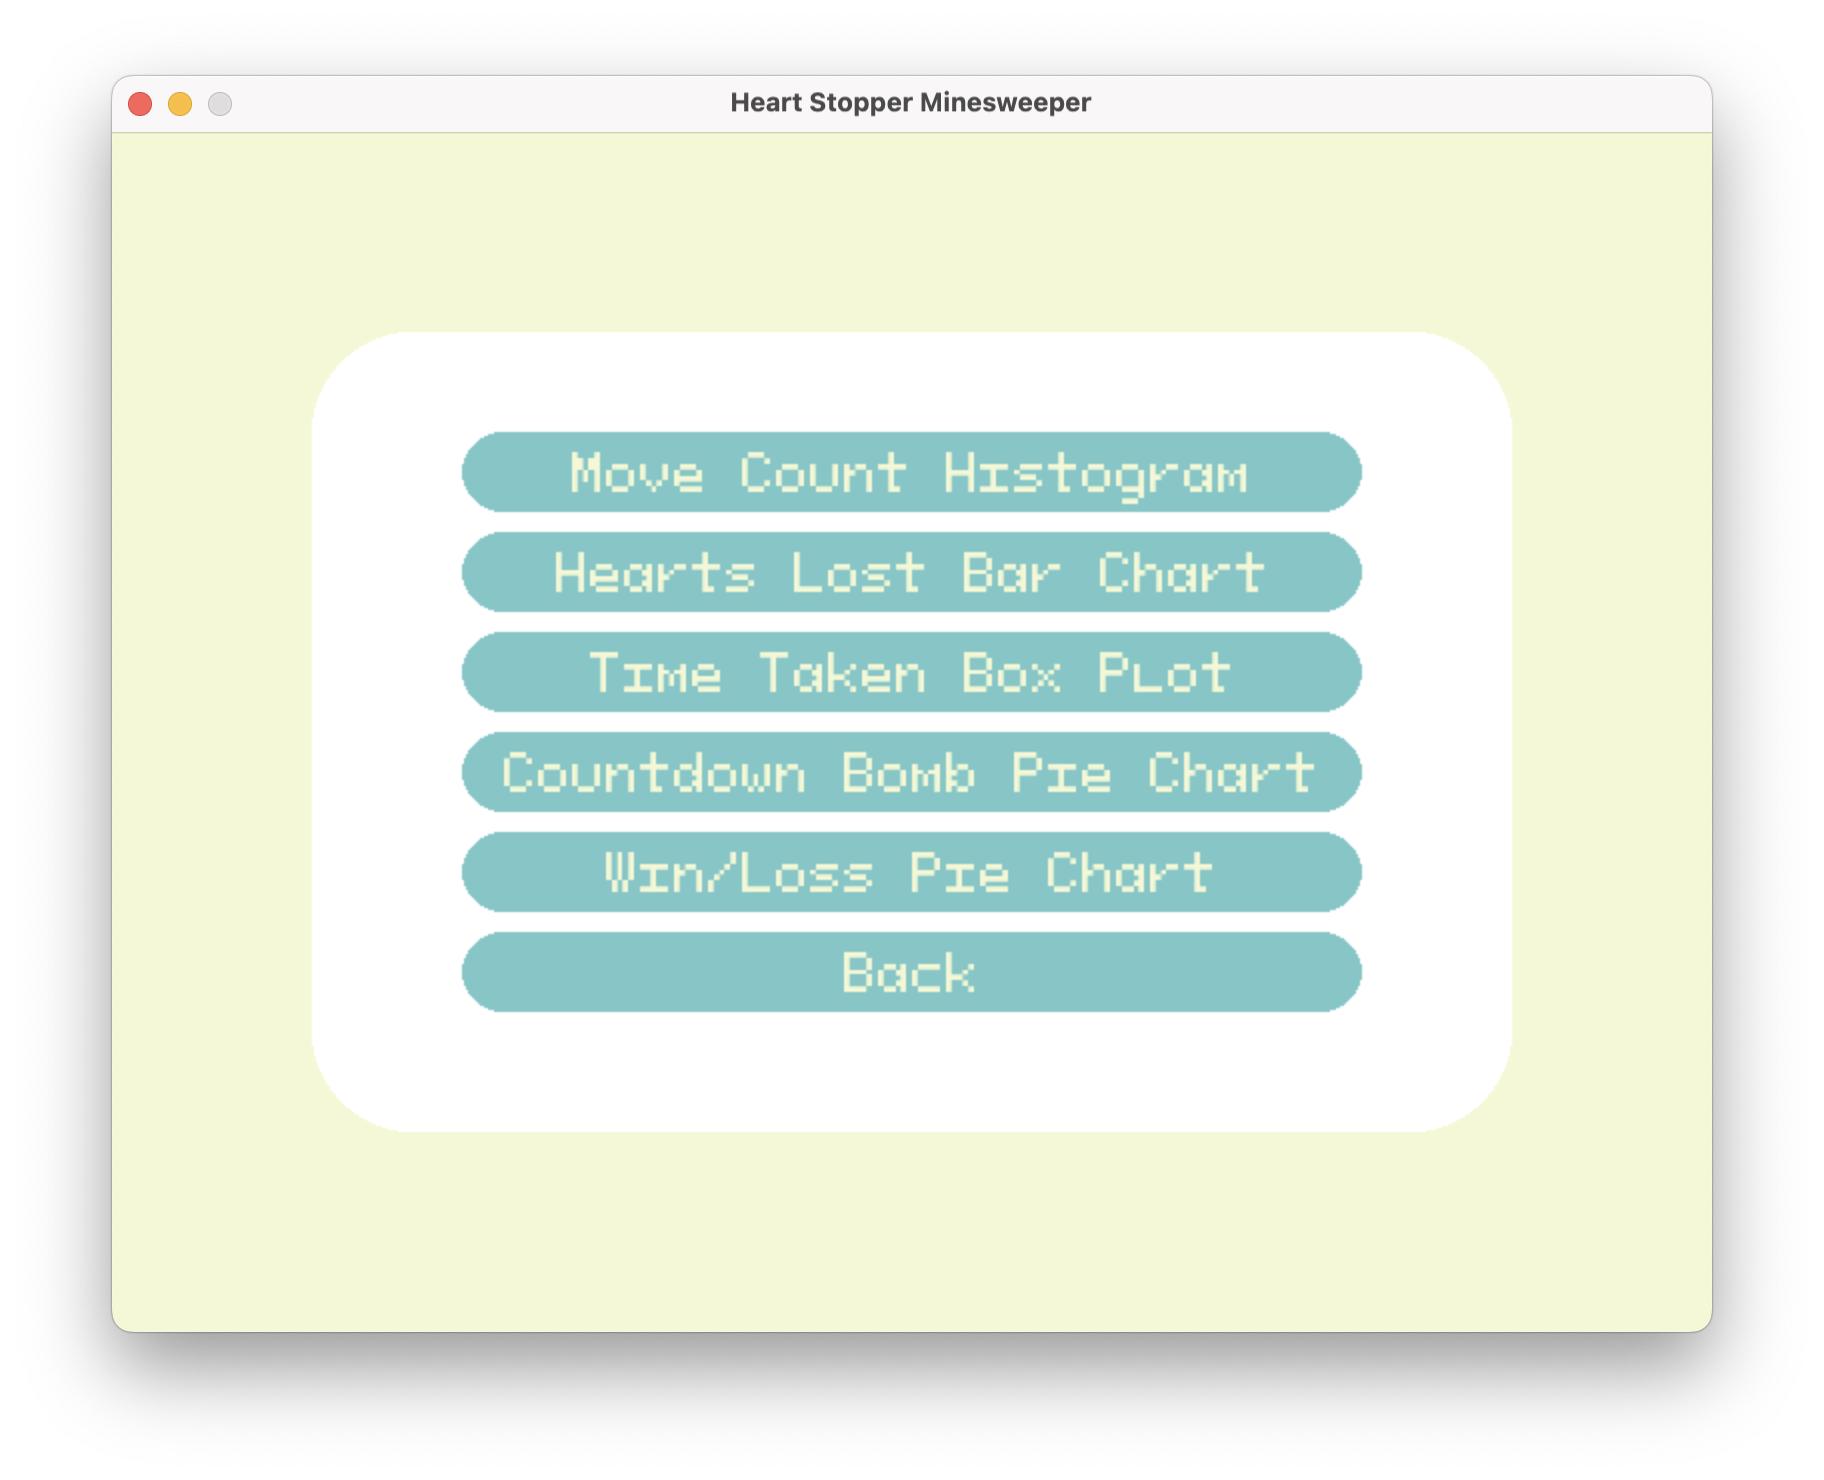 Heart Stopper Minesweeper
Move Count Histogram
Hearts Lost Bar Chart
Time Taken Box Plot
Countdown Bomb Pie Chart
Win/Loss Pie Chart
Back